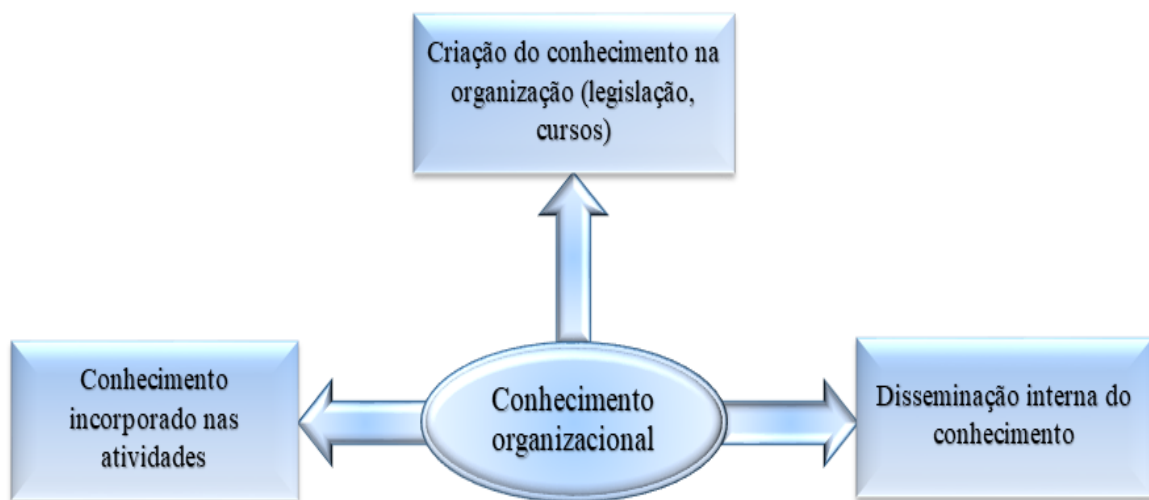 Criação do conhecimento na
organização (legislação,
cursos)
Conhecimento
incorporado nas
atividades
Conhecimento
organizacional
Disseminação interna do
conhecimento